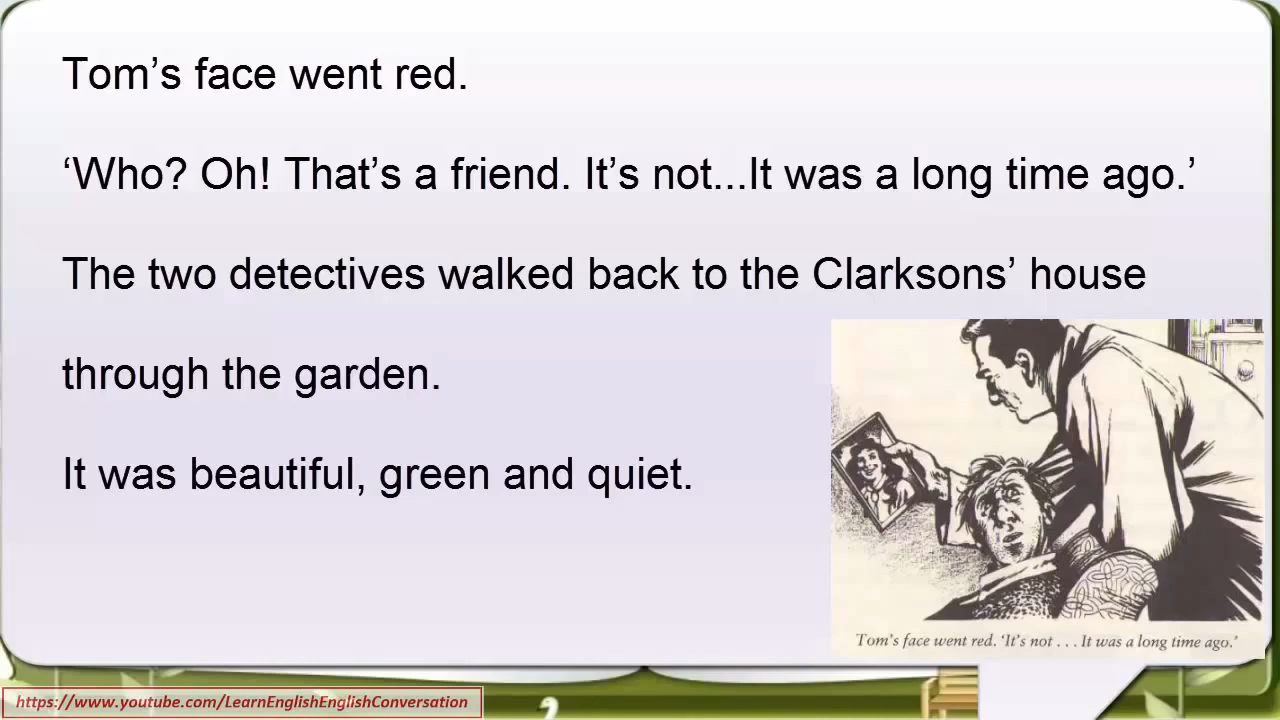 Tom’s face went red.
‘Who? Oh! That’s a friend. It’s not...It was a long time ago.’
The two detectives walked back to the Clarksons’ house
through the garden.
It was beautiful, green and quiet.
Tom's face went red. 'It's not . . . It was a long time ago.'
https://www.youtube.com/LearnEnglishEnglishConversation